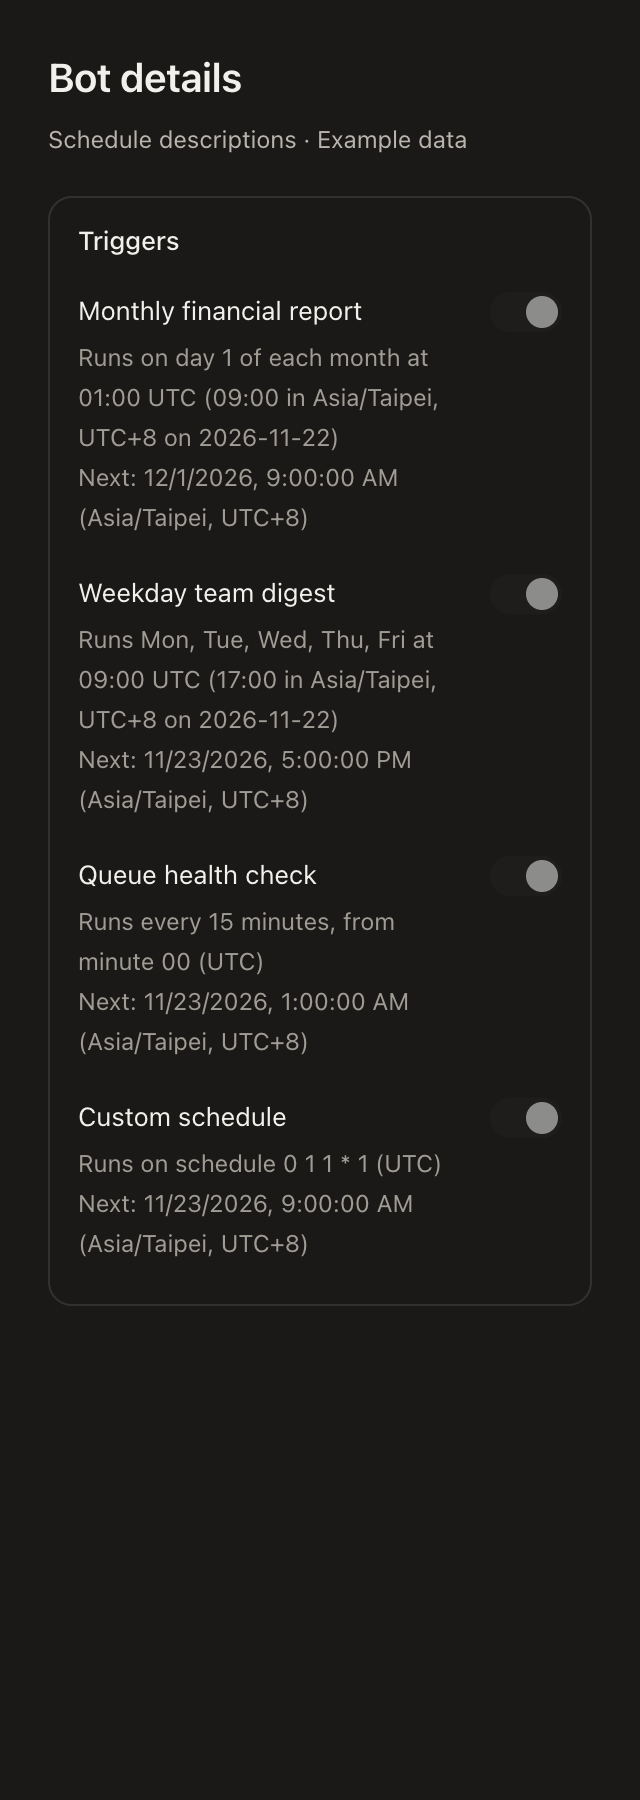 Bot details
Schedule descriptions · Example data
Triggers
Monthly financial report
Runs on day 1 of each month at
01:00 UTC (09:00 in Asia/Taipei,
UTC+8 on 2026-11-22)
Next: 12/1/2026, 9:00:00 AM
(Asia/Taipei, UTC+8)
Weekday team digest
Runs Mon, Tue, Wed, Thu, Fri at
09:00 UTC (17:00 in Asia/Taipei,
UTC+8 on 2026-11-22)
Next: 11/23/2026, 5:00:00 PM
(Asia/Taipei, UTC+8)
Queue health check
Runs every 15 minutes, from
minute 00 (UTC)
Next: 11/23/2026, 1:00:00 AM
(Asia/Taipei, UTC+8)
Custom schedule
Runs on schedule 0 1 1 * 1 (UTC)
Next: 11/23/2026, 9:00:00 AM
(Asia/Taipei, UTC+8)